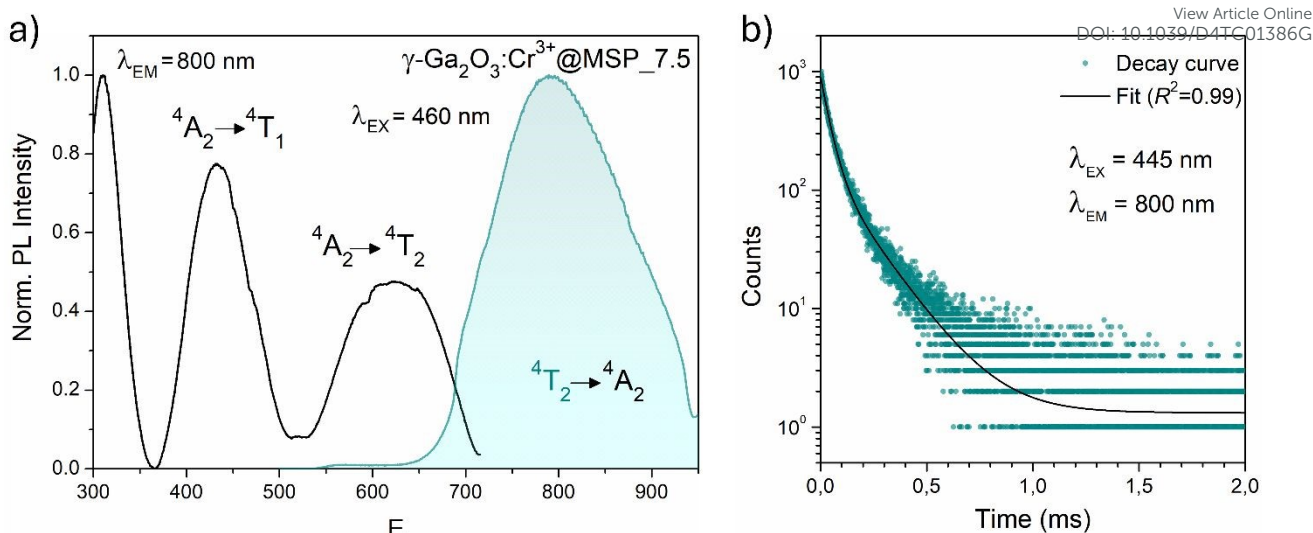 View Article Online
DOI: 10.1039/D4TC01386G
a)
λEM = 800 nm
γ-Ga₂O₃:Cr³⁺@MSP_7.5
⁴A₂→⁴T₁
λEX = 460 nm
⁴A₂→⁴T₂
⁴T₂→⁴A₂
Norm. PL Intensity
1.0
0.8
0.6
0.4
0.2
0.0
300 400 500 600 700 800 900
b)
Decay curve
Fit (R²=0.99)
λEX = 445 nm
λEM = 800 nm
Counts
10³
10²
10¹
10⁰
0,0 0,5 1,0 1,5 2,0
Time (ms)